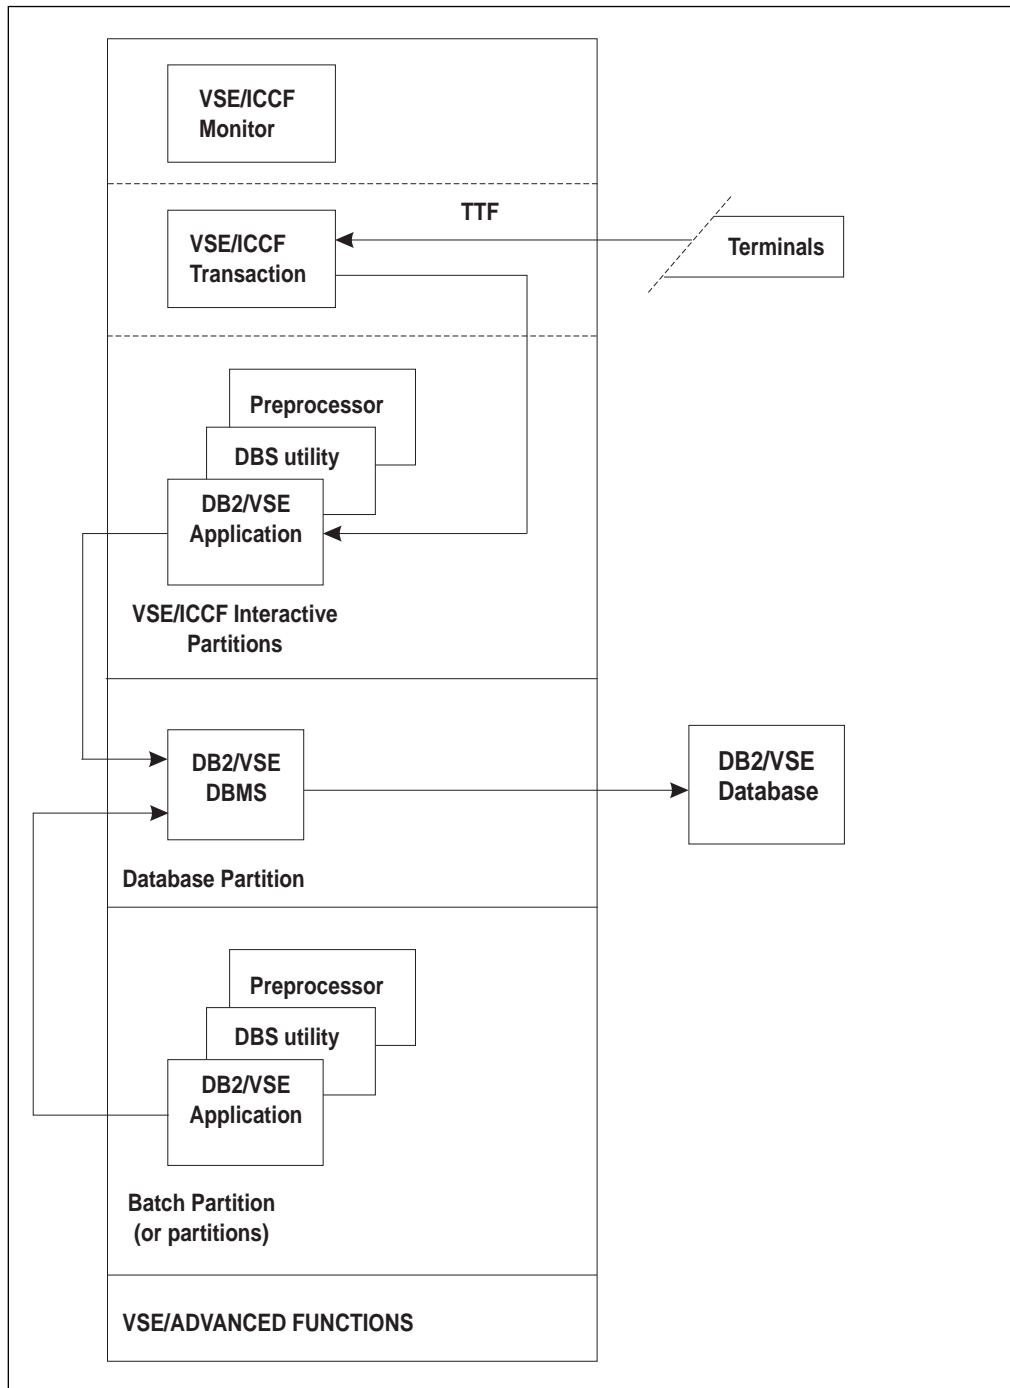 VSE/ICCF
Monitor
TTF
VSE/ICCF
Transaction
Terminals
Preprocessor
DBS utility
DB2/VSE
Application
VSE/ICCF Interactive
Partitions
DB2/VSE
DBMS
DB2/VSE
Database
Database Partition
Preprocessor
DBS utility
DB2/VSE
Application
Batch Partition
(or partitions)
VSE/ADVANCED FUNCTIONS